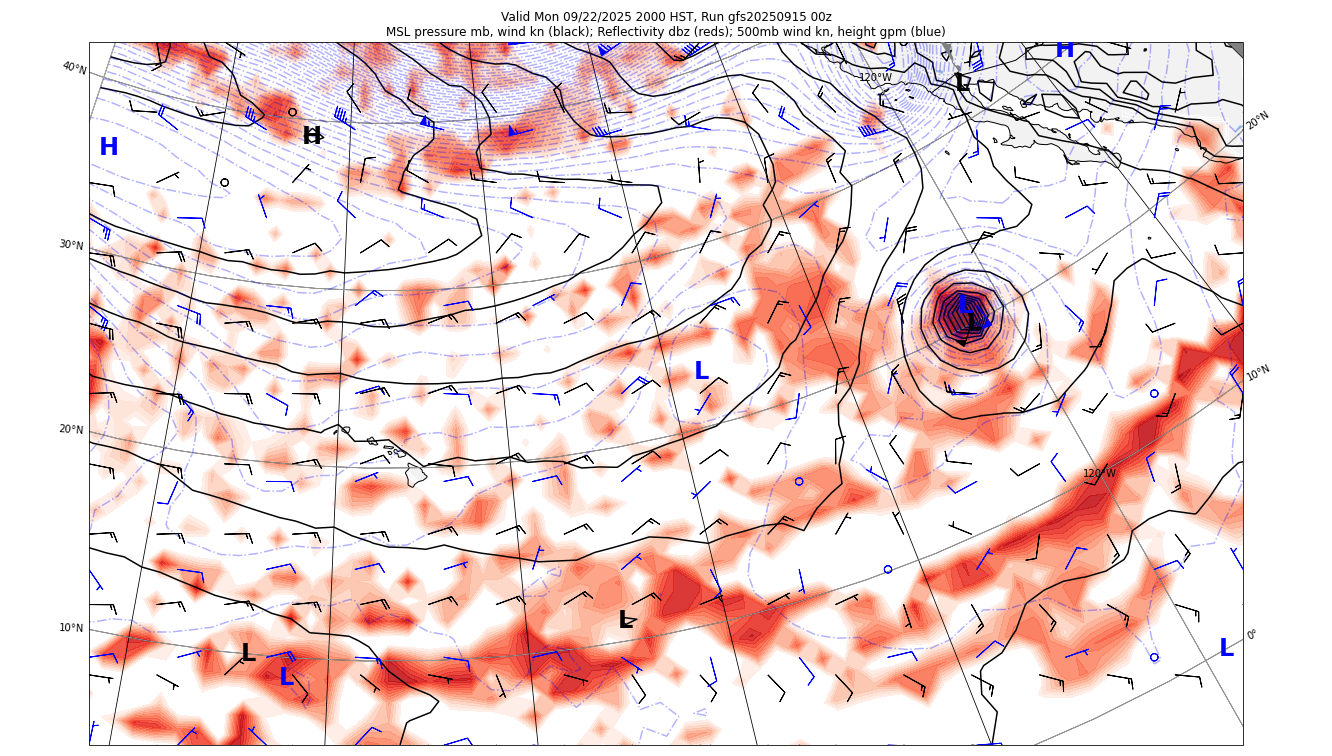 Valid Mon 09/22/2025 2000 HST, Run gfs20250915 00z
MSL pressure mb, wind kn (black); Reflectivity dbz (reds); 500mb wind kn, height gpm (blue)
H
40°N
120°W
L
20°N
H
H
30°N
L
L
L
10°N
20°N
120°W
10°N
L
0°
L
L
L